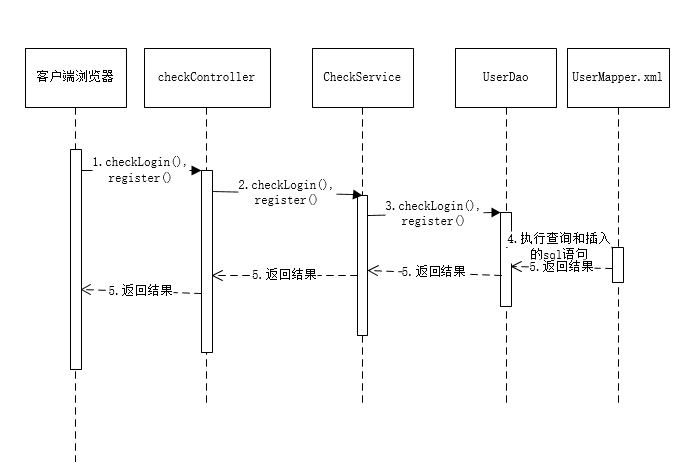 客户端浏览器
checkController
CheckService
UserDao
UserMapper.xml
1.checkLogin(),
register()
2.checkLogin(),
register()
3.checkLogin(),
register()
4.执行查询和插入
的sql语句
5.返回结果
5.返回结果
5.返回结果
5.返回结果